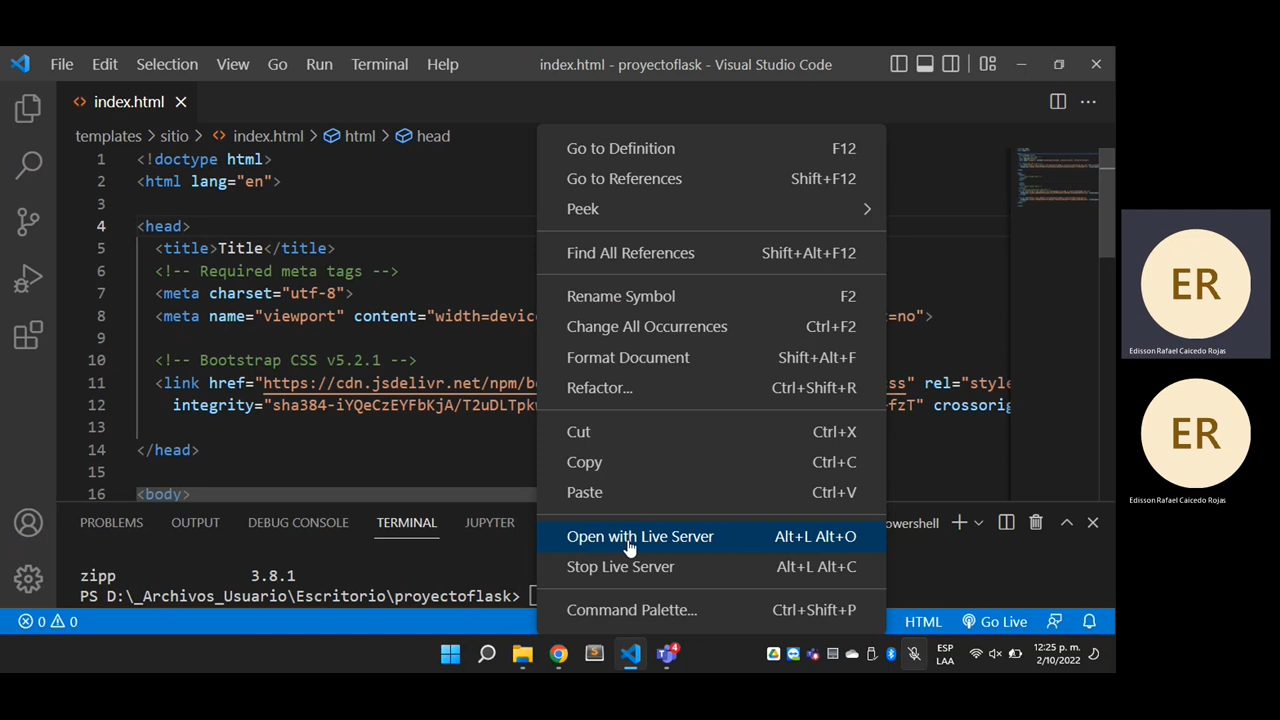 File Edit Selection View Go Run Terminal Help index.html - proyectoflask - Visual Studio Code
index.html
templates > sitio > index.html > html > head
1 <!doctype html>
2 <html lang="en">
3
4 <head>
5 <title>Title</title>
6 <!-- Required meta tags -->
7 <meta charset="utf-8">
8 <meta name="viewport" content="width=devic =no">
9
10 <!-- Bootstrap CSS v5.2.1 -->
11 <link href="https://cdn.jsdelivr.net/npm/bo ss" rel="style
12 integrity="sha384-iYQeCzEYFbKjA/T2uDLTpk fzT" crossorig
13
14 </head>
15
16 <body>
Go to Definition F12
Go to References Shift+F12
Peek
Find All References Shift+Alt+F12
Rename Symbol F2
Change All Occurrences Ctrl+F2
Format Document Shift+Alt+F
Refactor... Ctrl+Shift+R
Cut Ctrl+X
Copy Ctrl+C
Paste Ctrl+V
Open with Live Server Alt+L Alt+O
Stop Live Server Alt+L Alt+C
Command Palette... Ctrl+Shift+P
PROBLEMS OUTPUT DEBUG CONSOLE TERMINAL JUPYTER owershell
zipp 3.8.1
PS D:\_Archivos_Usuario\Escritorio\proyectoflask>
0 0 HTML Go Live
ESP
LAA
12:25 p. m.
2/10/2022
4
ER
Edisson Rafael Caicedo Rojas
ER
Edisson Rafael Caicedo Rojas